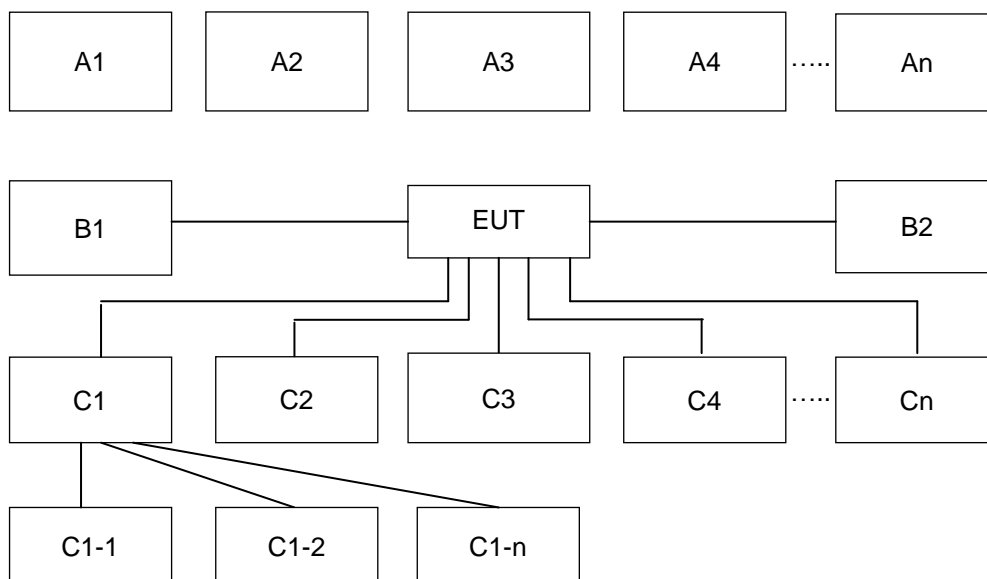 A1 A2 A3 A4 ..... An
B1 EUT B2
C1 C2 C3 C4 ..... Cn
C1-1 C1-2 C1-n